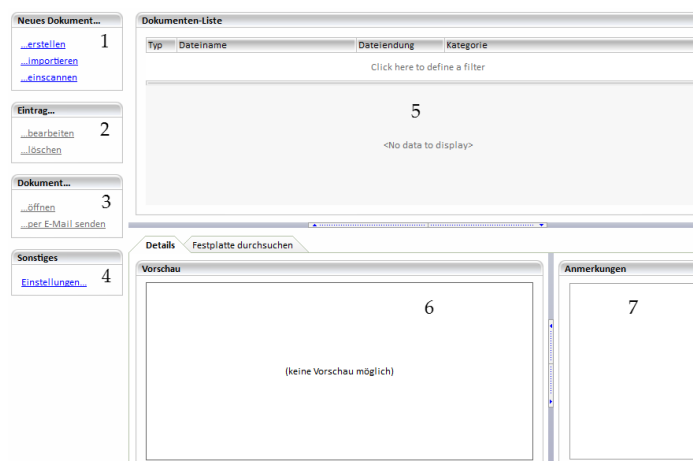 Neues Dokument...
...erstellen 1
...importieren
...einscannen
Eintrag...
...bearbeiten 2
...löschen
Dokument...
...öffnen 3
...per E-Mail senden
Sonstiges
Einstellungen... 4
Dokumenten-Liste
Typ Dateiname Dateiendung Kategorie
Click here to define a filter
5
<No data to display>
Details Festplatte durchsuchen
Vorschau
6
(keine Vorschau möglich)
Anmerkungen
7